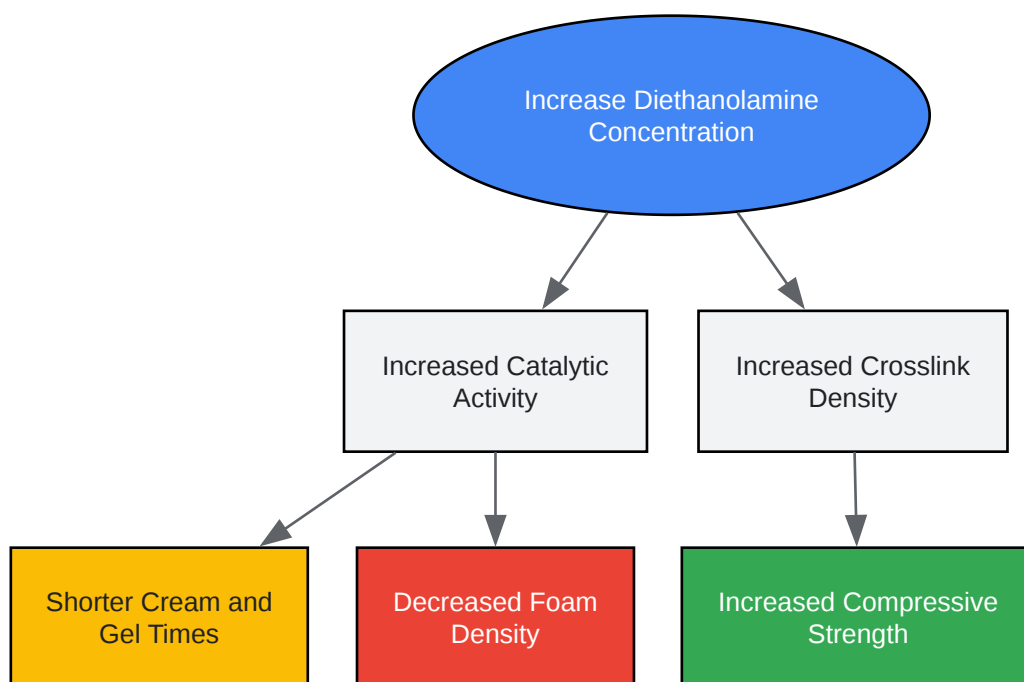 Increase Diethanolamine
Concentration
Increased Catalytic
Activity
Increased Crosslink
Density
Shorter Cream and
Gel Times
Decreased Foam
Density
Increased Compressive
Strength